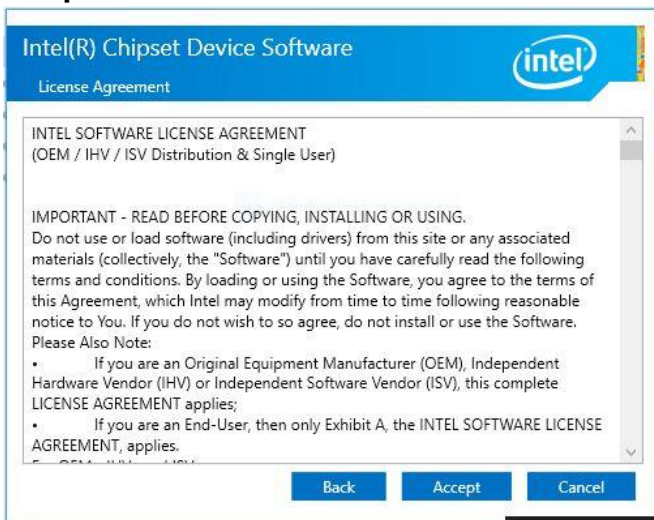 Intel(R) Chipset Device Software
intel
License Agreement
INTEL SOFTWARE LICENSE AGREEMENT
(OEM / IHV / ISV Distribution & Single User)
IMPORTANT - READ BEFORE COPYING, INSTALLING OR USING.
Do not use or load software (including drivers) from this site or any associated
materials (collectively, the "Software") until you have carefully read the following
terms and conditions. By loading or using the Software, you agree to the terms of
this Agreement, which Intel may modify from time to time following reasonable
notice to You. If you do not wish to so agree, do not install or use the Software.
Please Also Note:
• If you are an Original Equipment Manufacturer (OEM), Independent
Hardware Vendor (IHV) or Independent Software Vendor (ISV), this complete
LICENSE AGREEMENT applies;
• If you are an End-User, then only Exhibit A, the INTEL SOFTWARE LICENSE
AGREEMENT, applies.
Back Accept Cancel